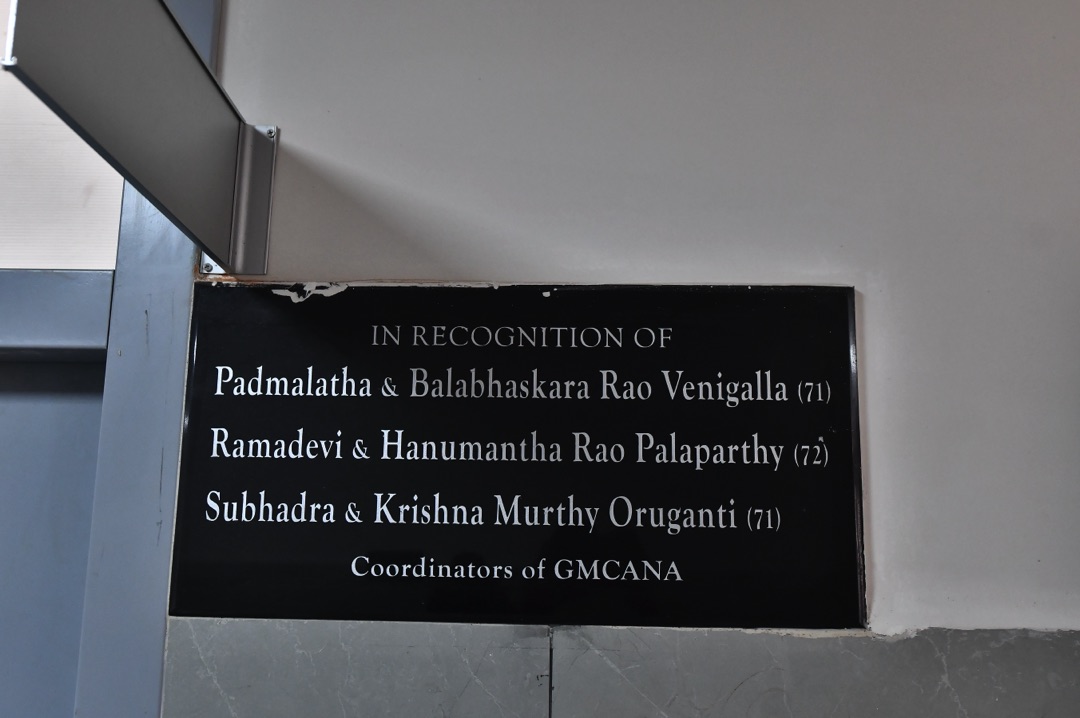 IN RECOGNITION OF
Padmalatha & Balabhaskara Rao Venigalla (71)
Ramadevi & Hanumantha Rao Palaparthy (72)
Subhadra & Krishna Murthy Oruganti (71)
Coordinators of GMCANA